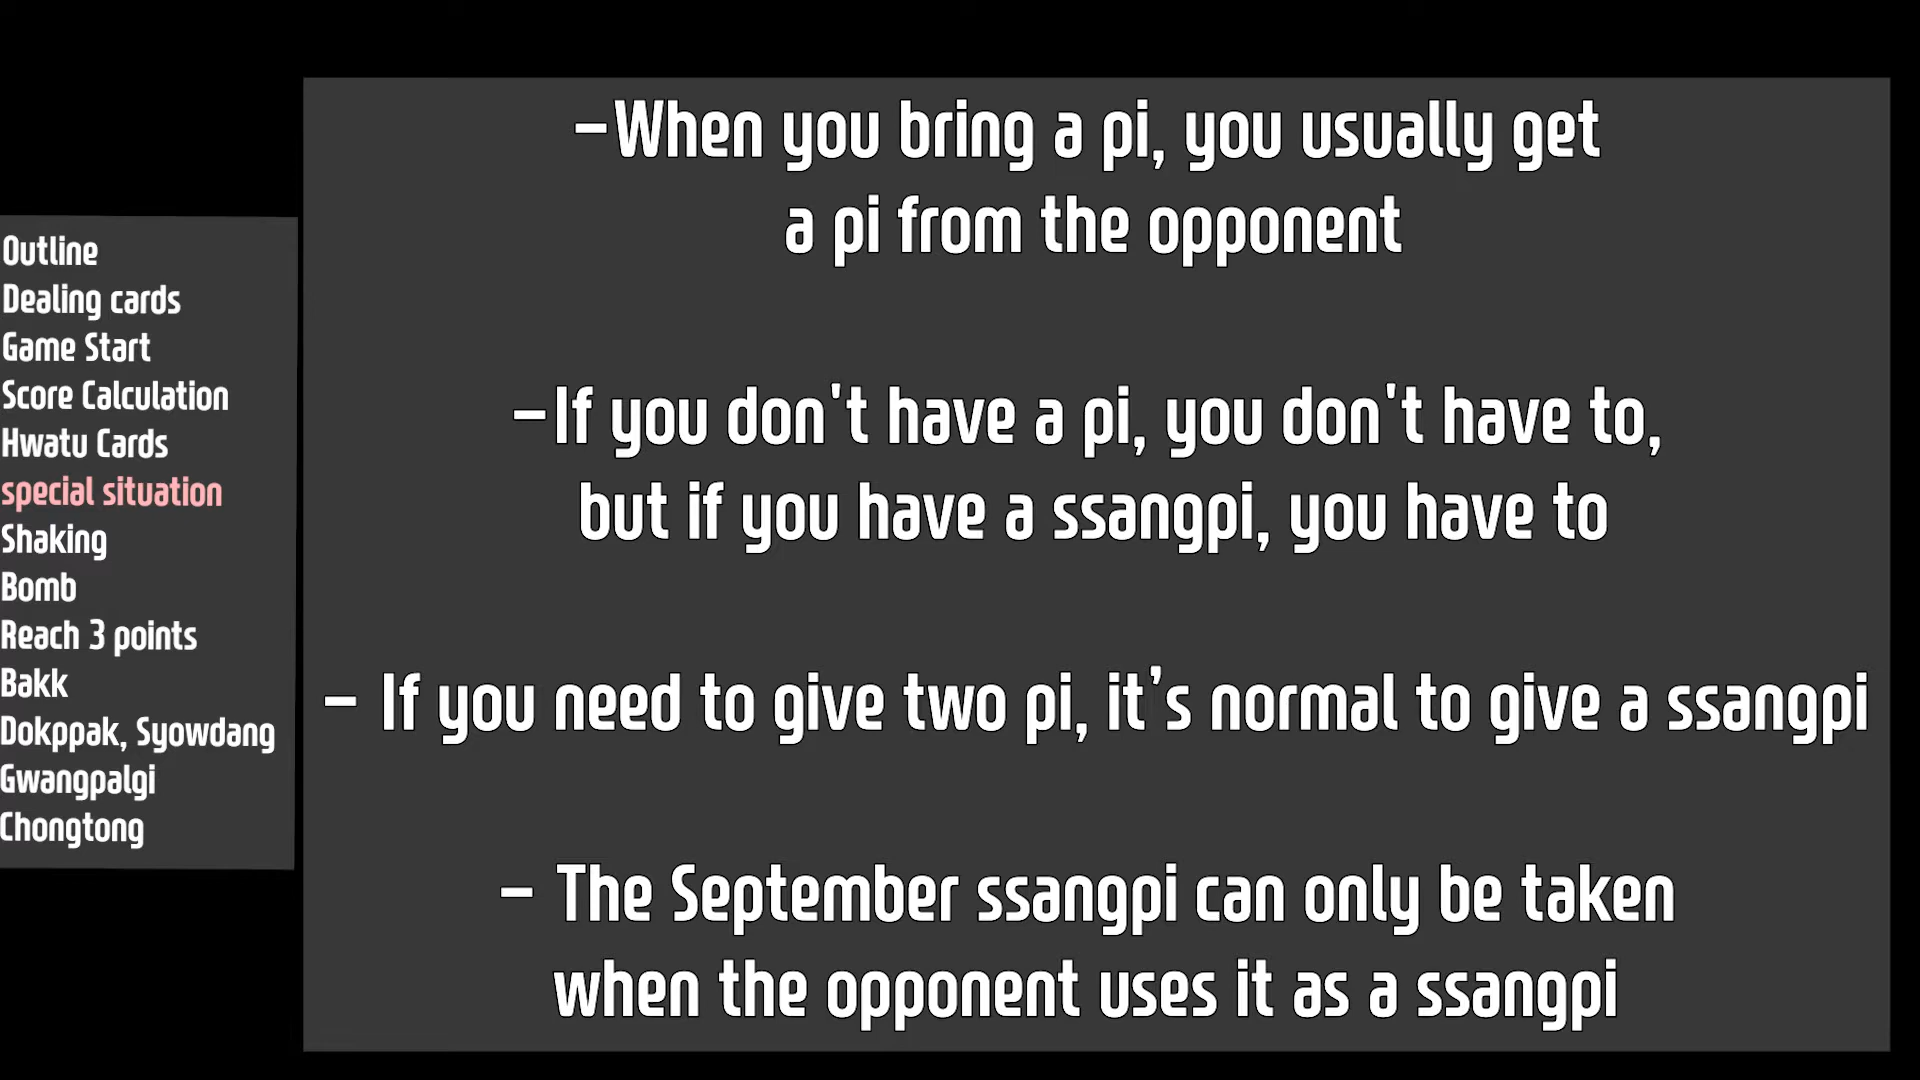 Outline
Dealing cards
Game Start
Score Calculation
Hwatu Cards
special situation
Shaking
Bomb
Reach 3 points
Bakk
Dokppak, Syowdang
Gwangpalgi
Chongtong
-When you bring a pi, you usually get
a pi from the opponent
-If you don't have a pi, you don't have to,
but if you have a ssangpi, you have to
- If you need to give two pi, it’s normal to give a ssangpi
- The September ssangpi can only be taken
when the opponent uses it as a ssangpi